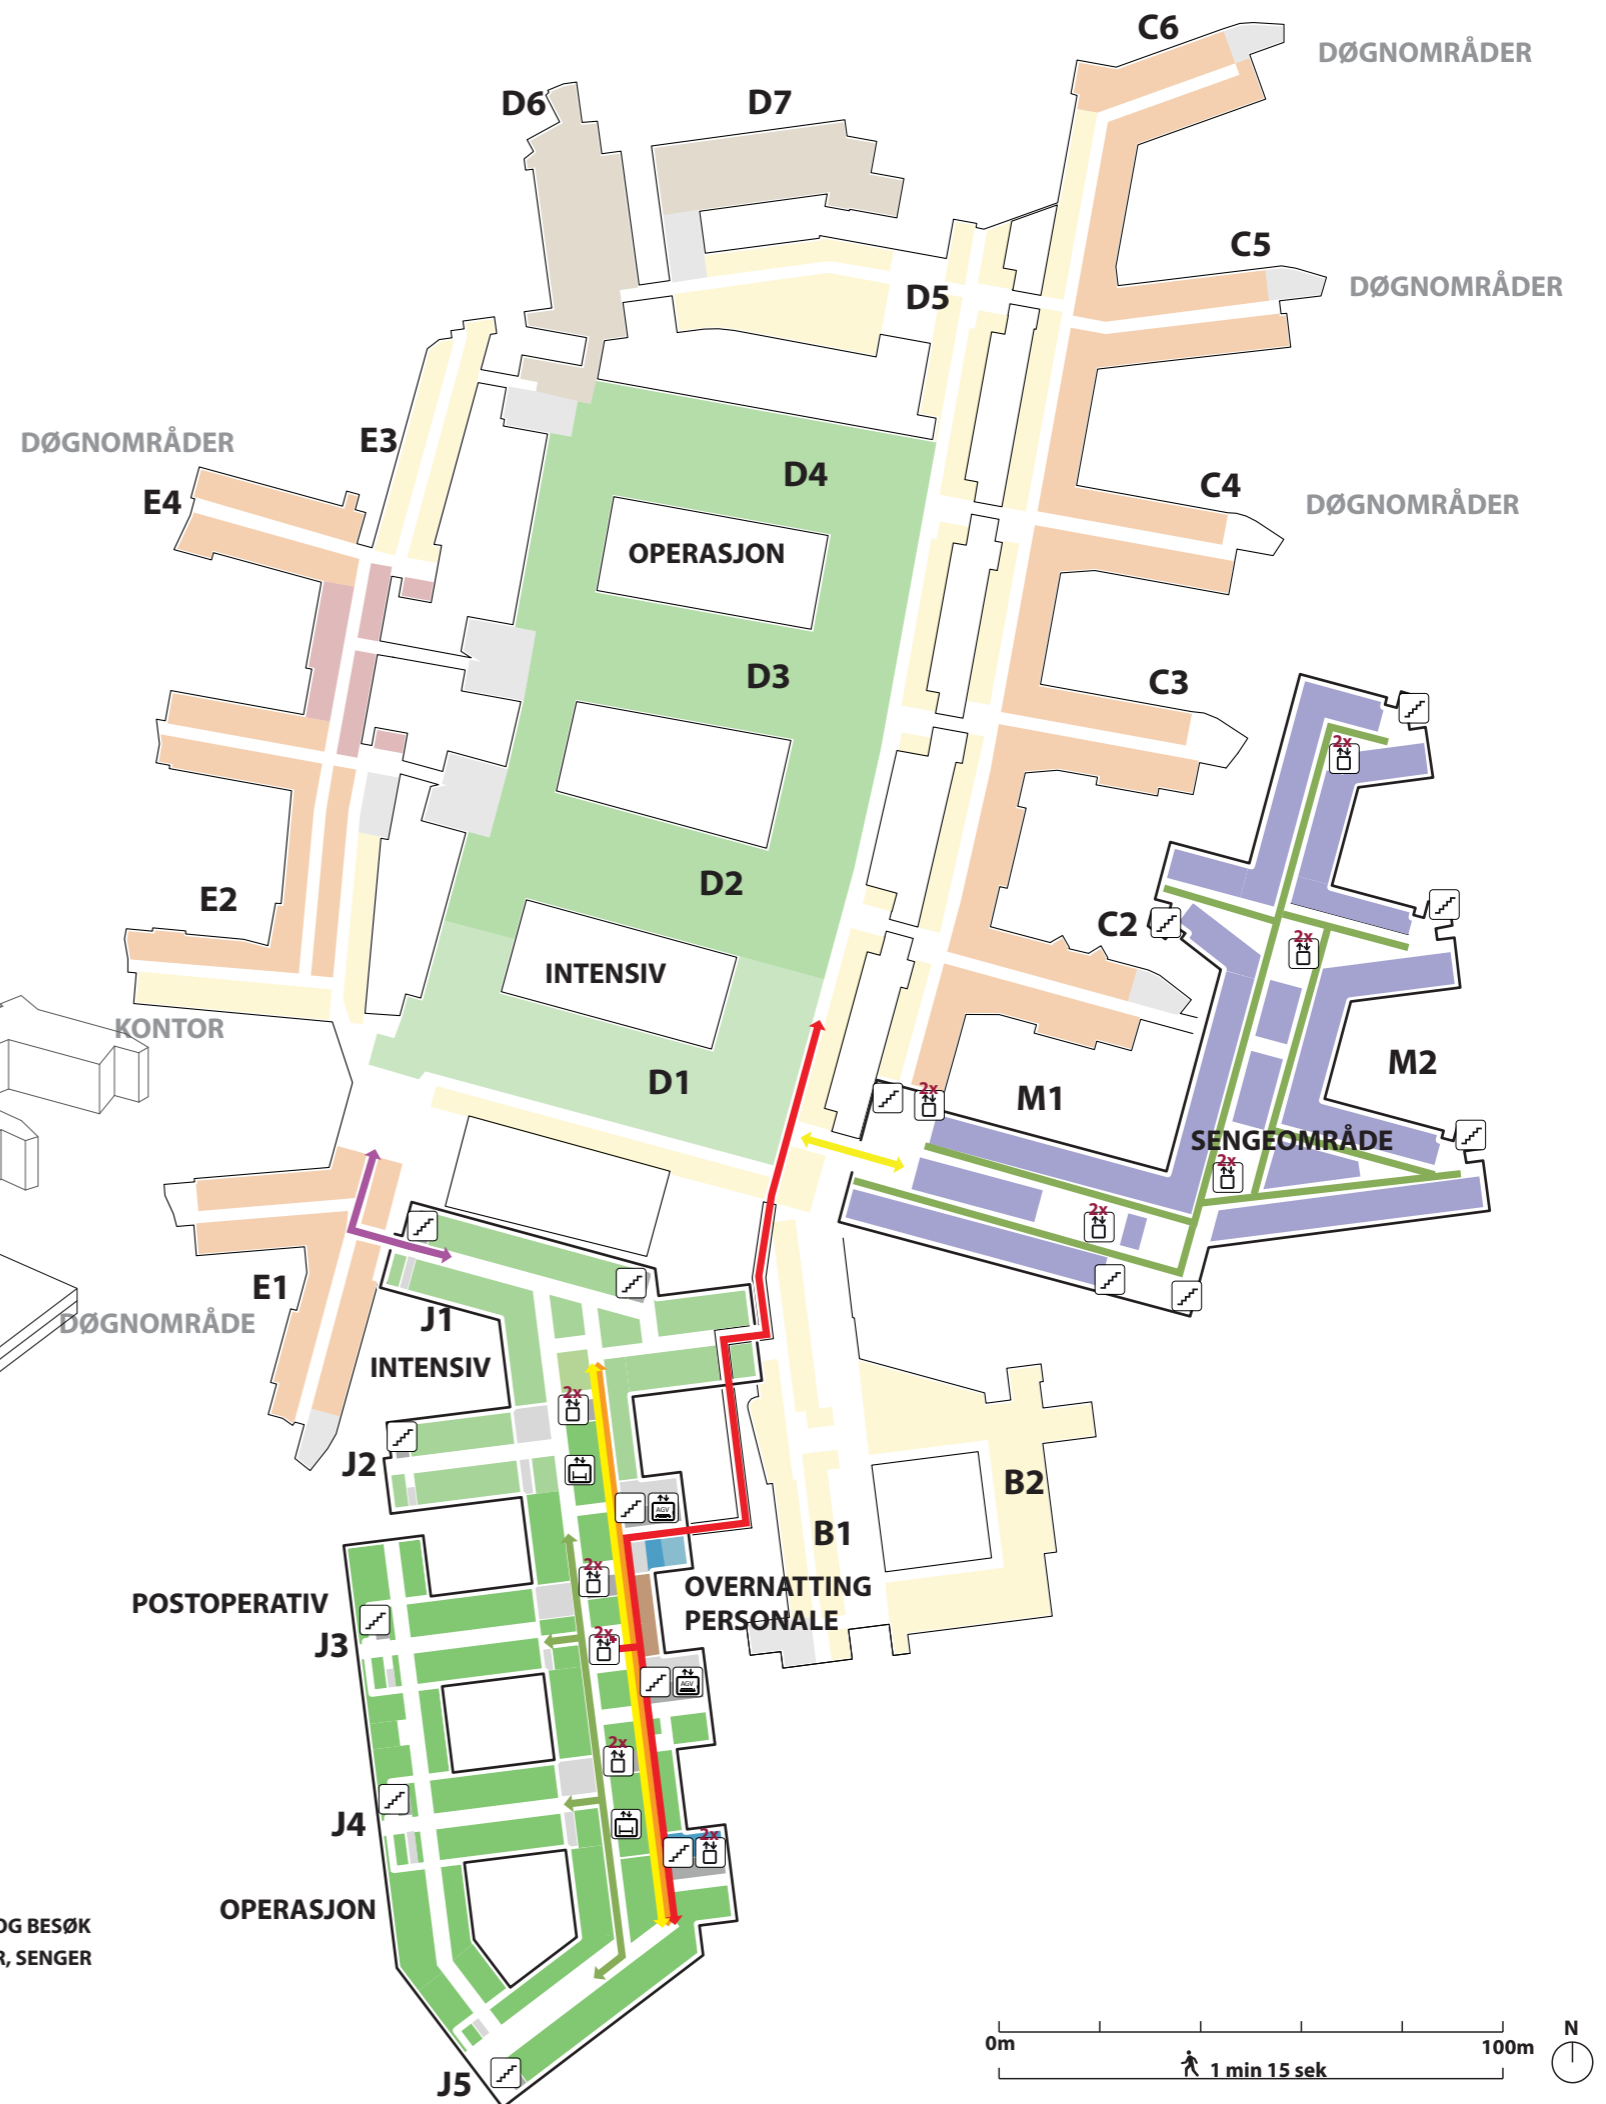 C6
DØGNOMRÅDER
D6
D7
C5
DØGNOMRÅDER
D5
E3
DØGNOMRÅDER
E4
D4
C4
DØGNOMRÅDER
OPERASJON
D3
C3
2x
E2
D2
C2
2x
INTENSIV
KONTOR
D1
2x
M1
M2
SENGEOMRÅDE
2x
2x
E1
DØGNOMRÅDE
J1
INTENSIV
2x
J2
AGV
B2
B1
2x
OVERNATTING
PERSONALE
POSTOPERATIV
J3
2x
AGV
2x
J4
2x
OPERASJON
OG BESØK
R, SENGER
J5
0m
100m
1 min 15 sek
N